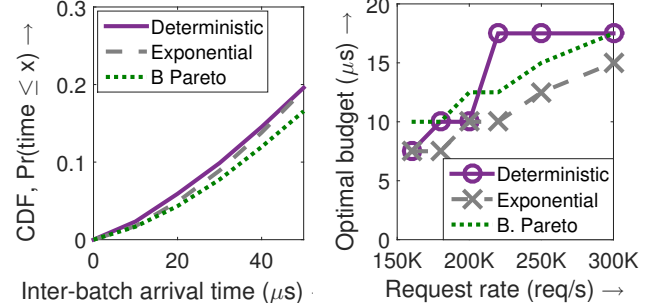 CDF, Pr(time ≤ x) →
0.3
0.2
0.1
0
0
20
40
Inter-batch arrival time (μs) -
Deterministic
Exponential
B Pareto
Optimal budget (μs) →
20
15
10
5
0
150K
200K
250K
300K
Request rate (req/s) →
Deterministic
Exponential
B. Pareto